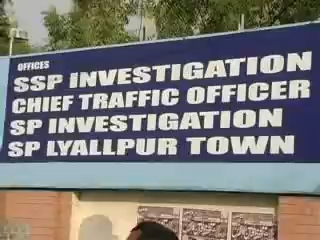 OFFICES
SSP INVESTIGATION
CHIEF TRAFFIC OFFICER
SP INVESTIGATION
SP LYALLPUR TOWN